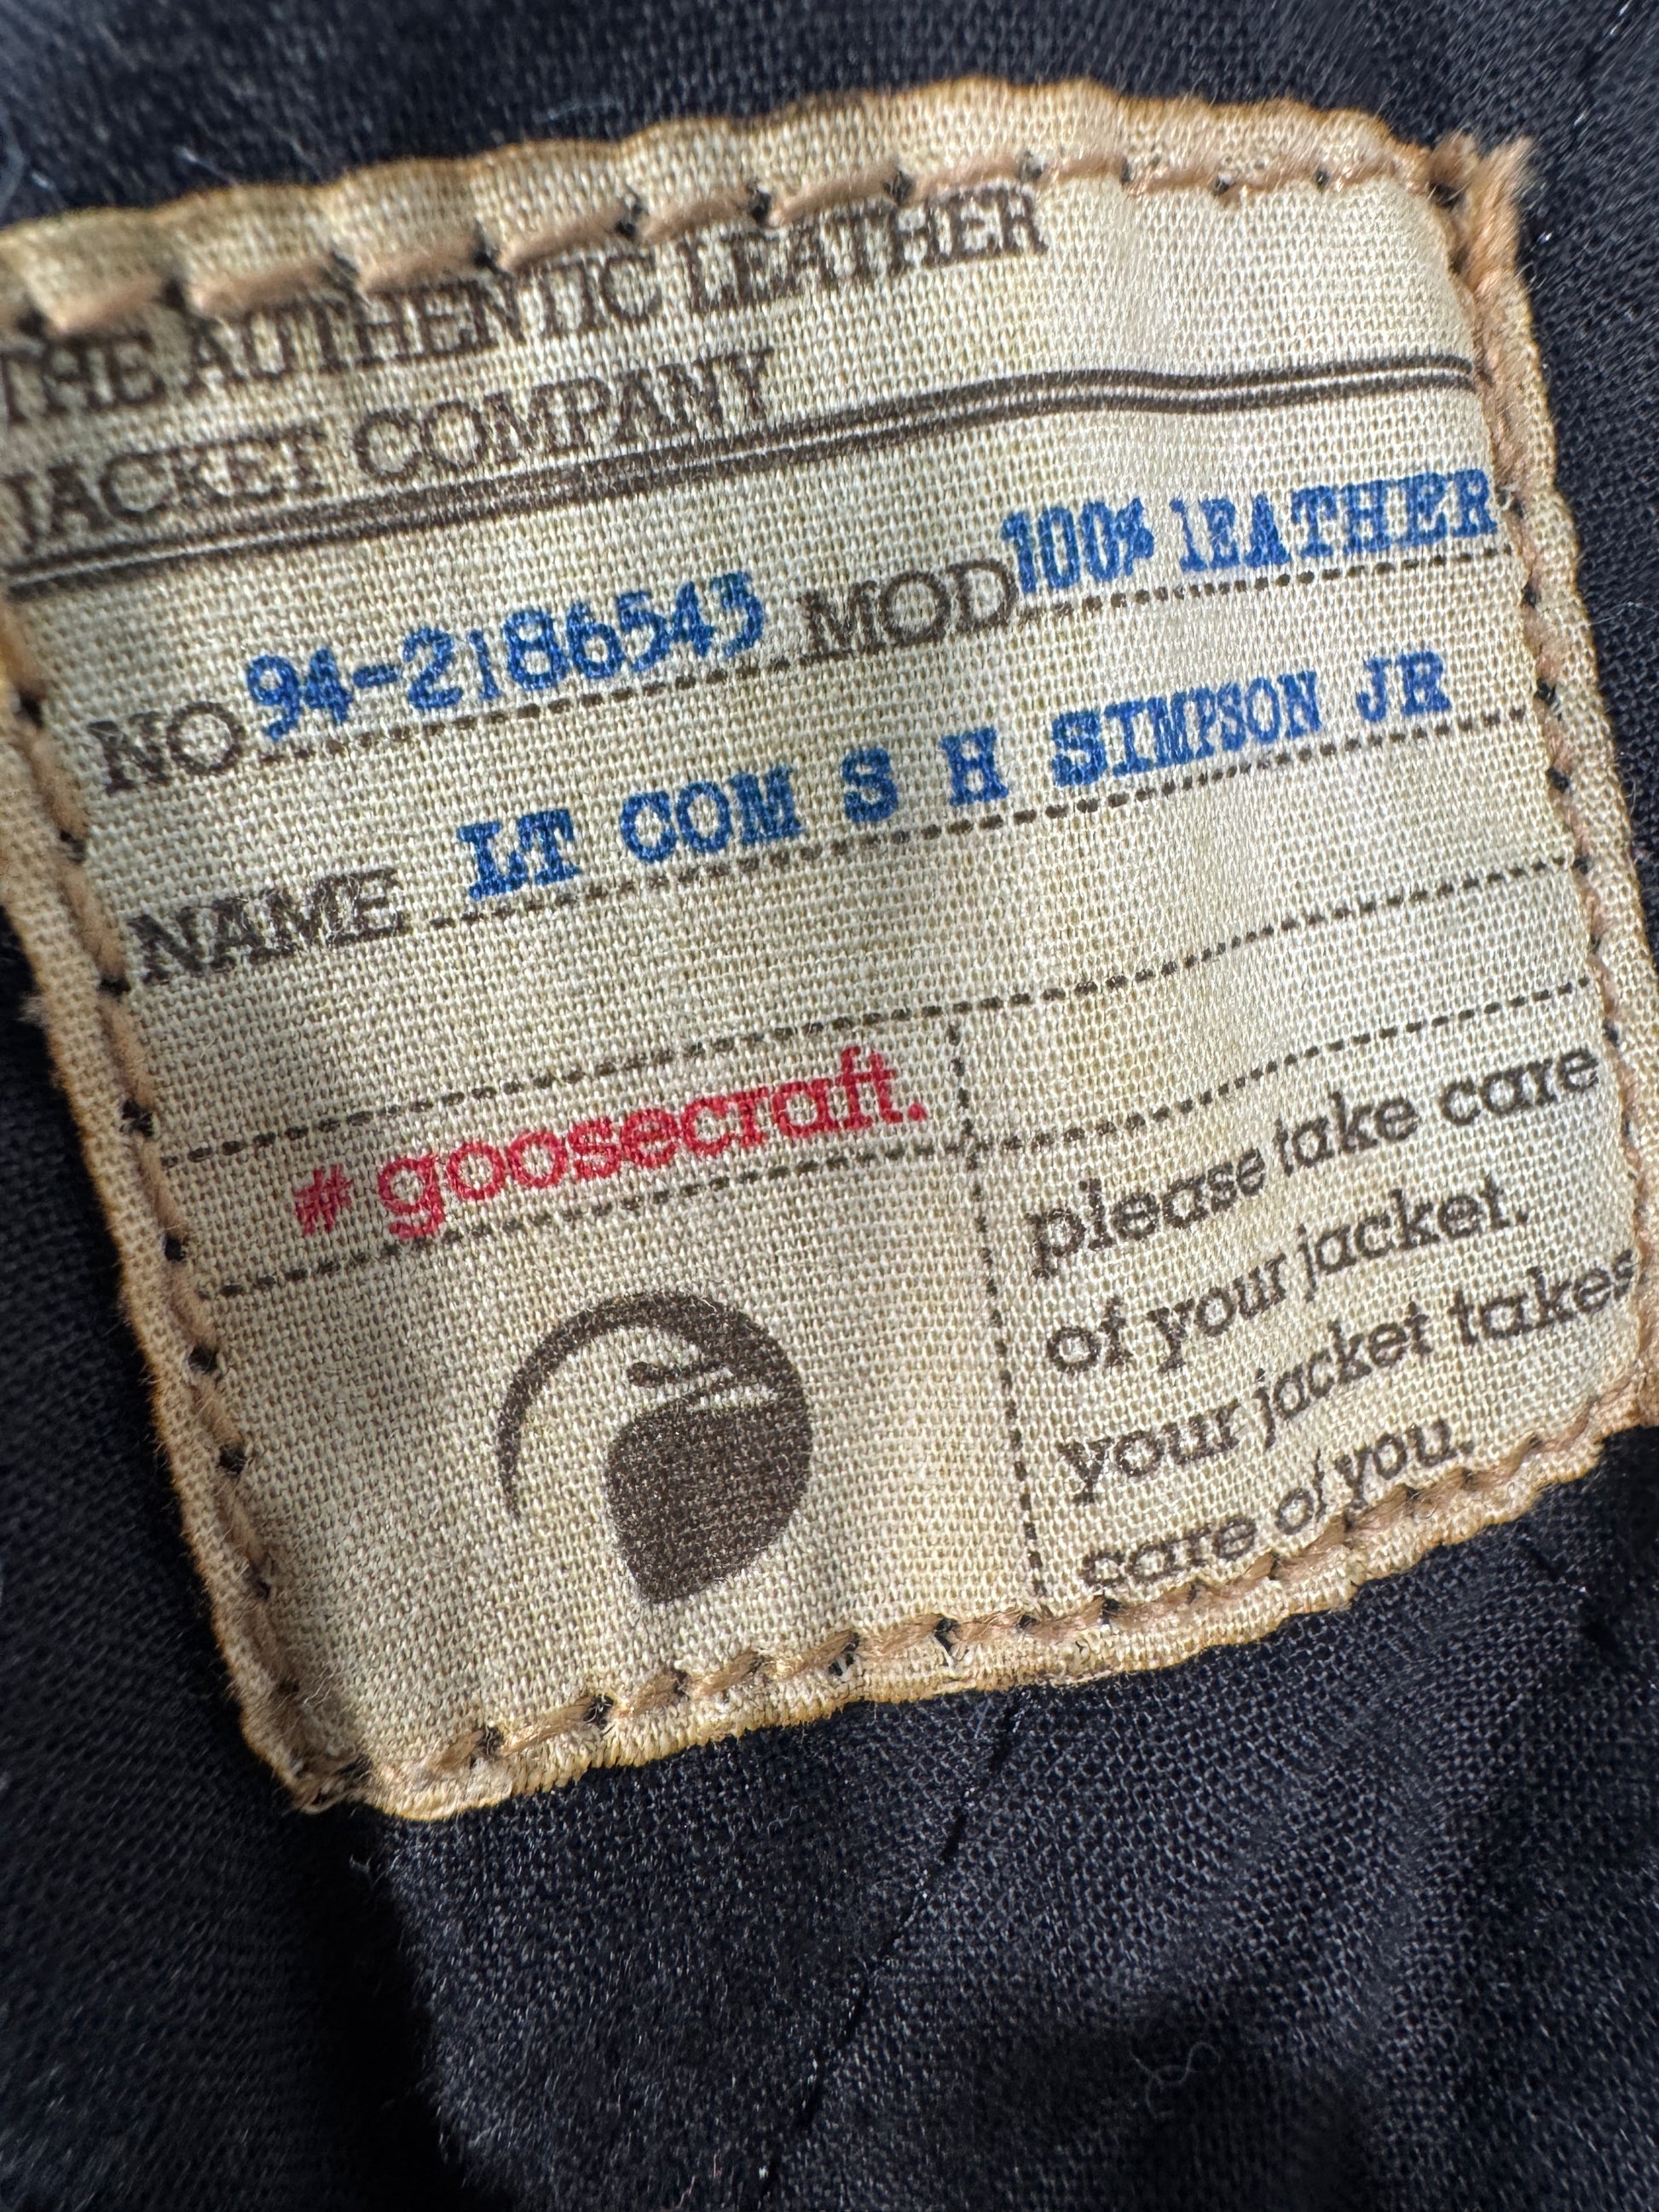 THE AUTHENTIC LEATHER
JACKET COMPANY
NO 94-2186543 MOD 100% lEATHER
NAME LT COM S H SIMPSON JR
# goosecraft.
please take care
of your jacket.
your jacket takes
care of you.